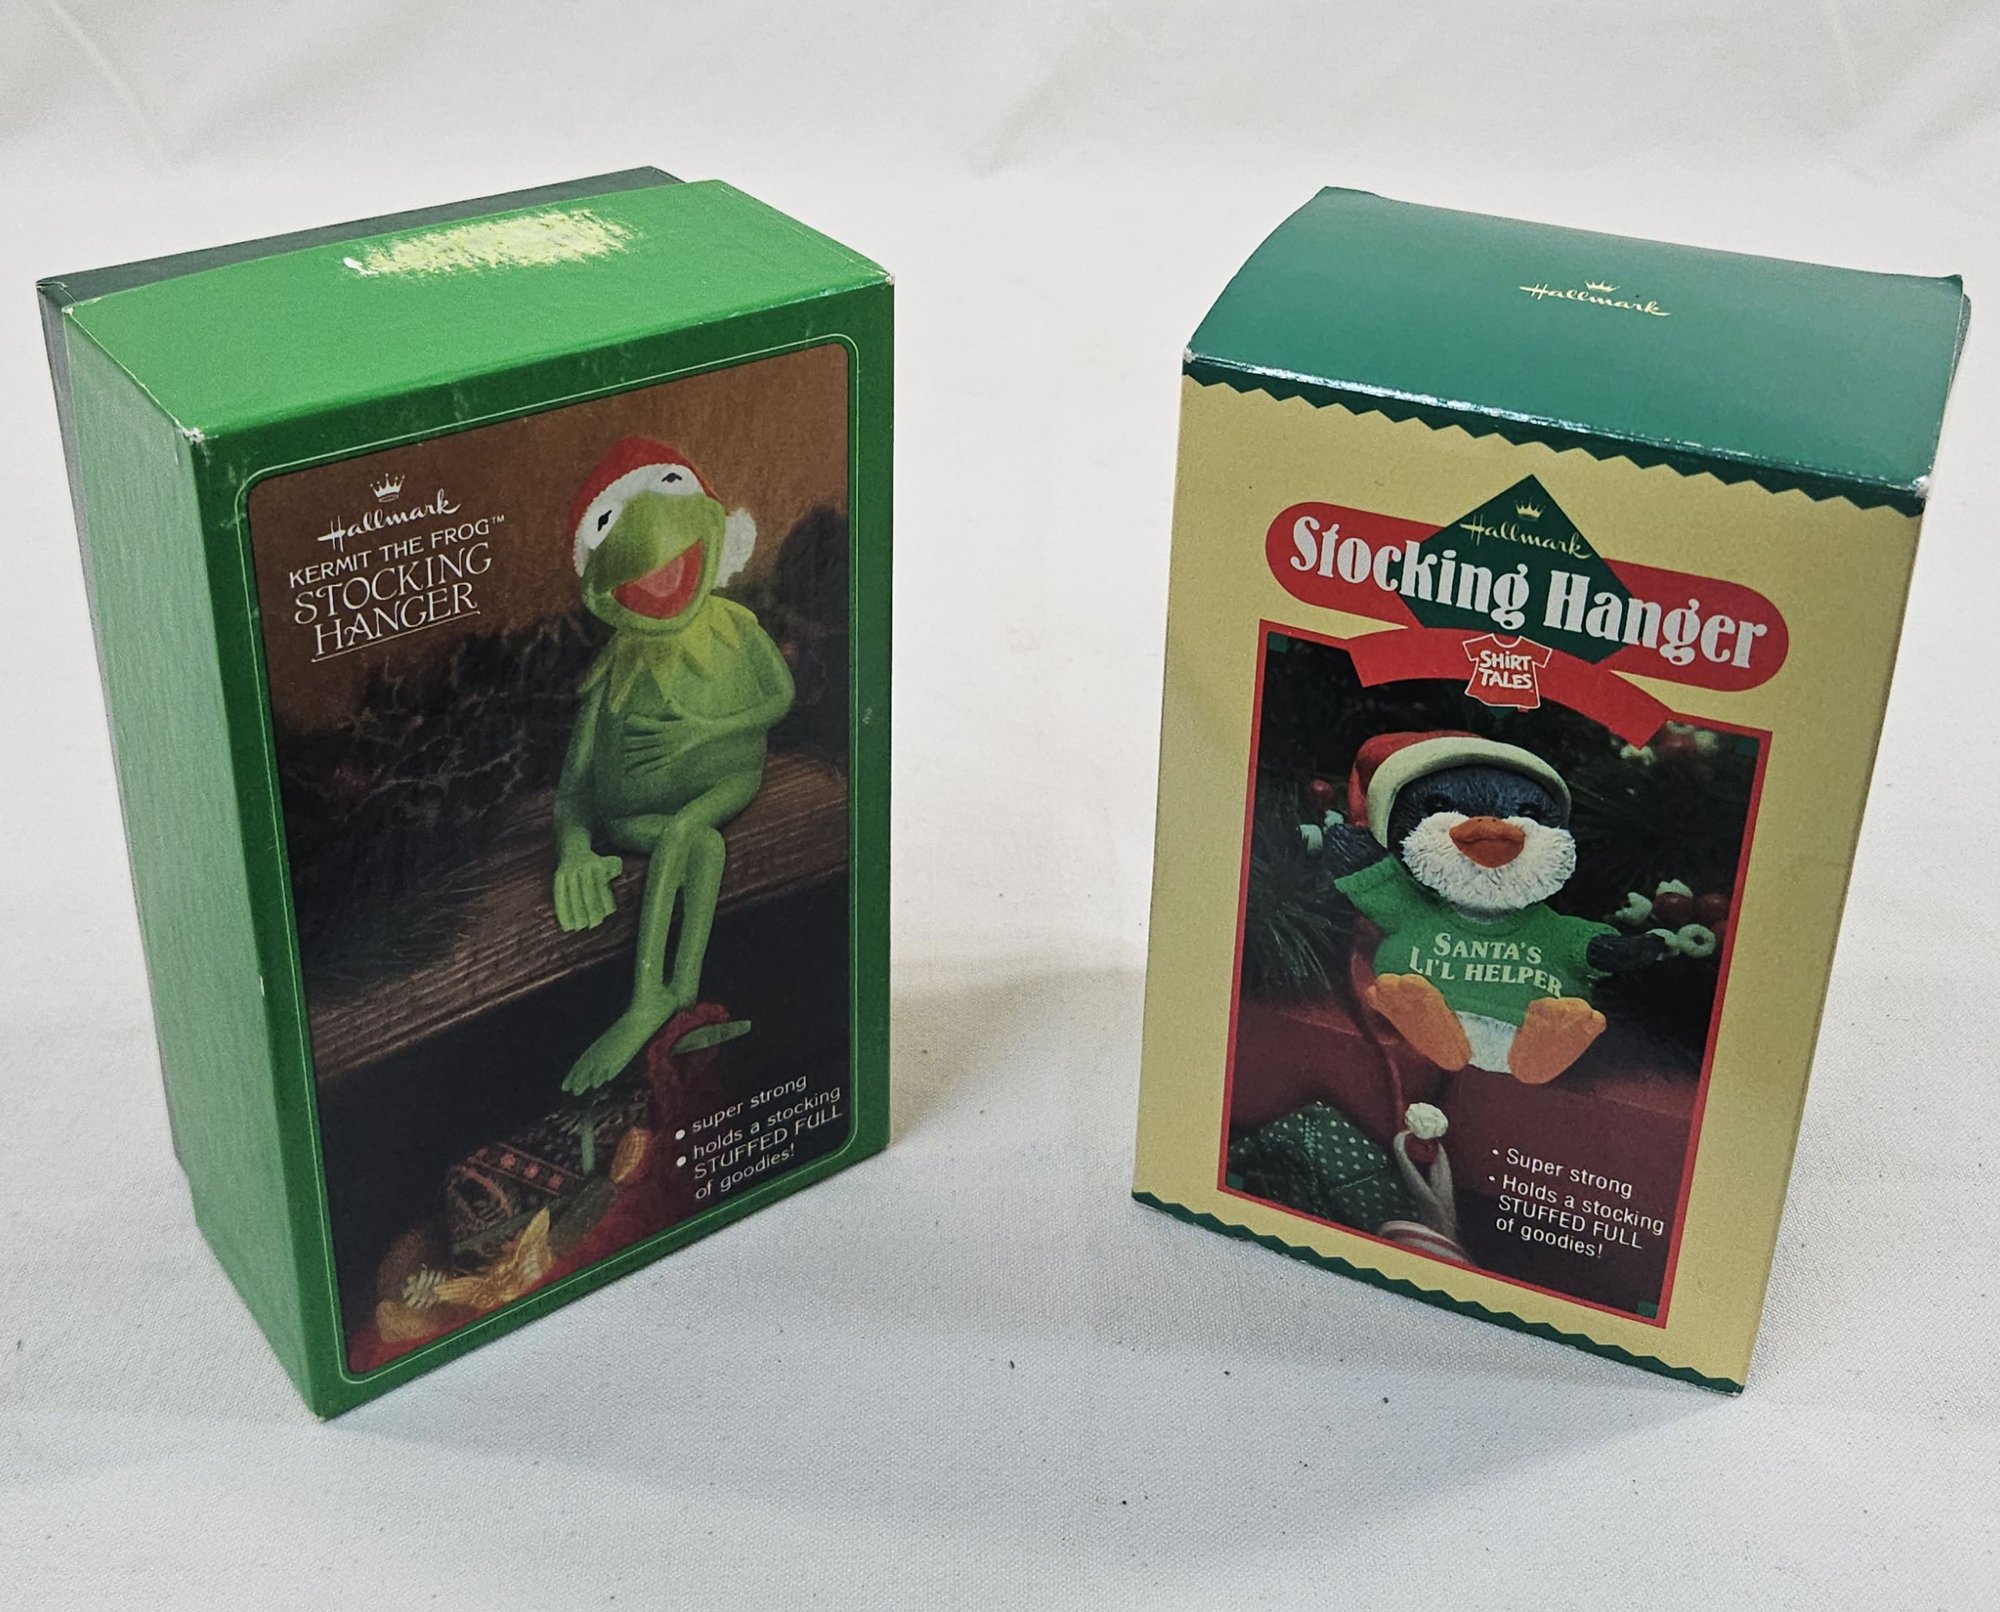 Hallmark
KERMIT THE FROG™
STOCKING
HANGER
• super strong
• holds a stocking
STUFFED FULL
of goodies!
Hallmark
Hallmark
Stocking Hanger
SHIRT
TALES
SANTA'S
LI'L HELPER
• Super strong
• Holds a stocking
STUFFED FULL
of goodies!